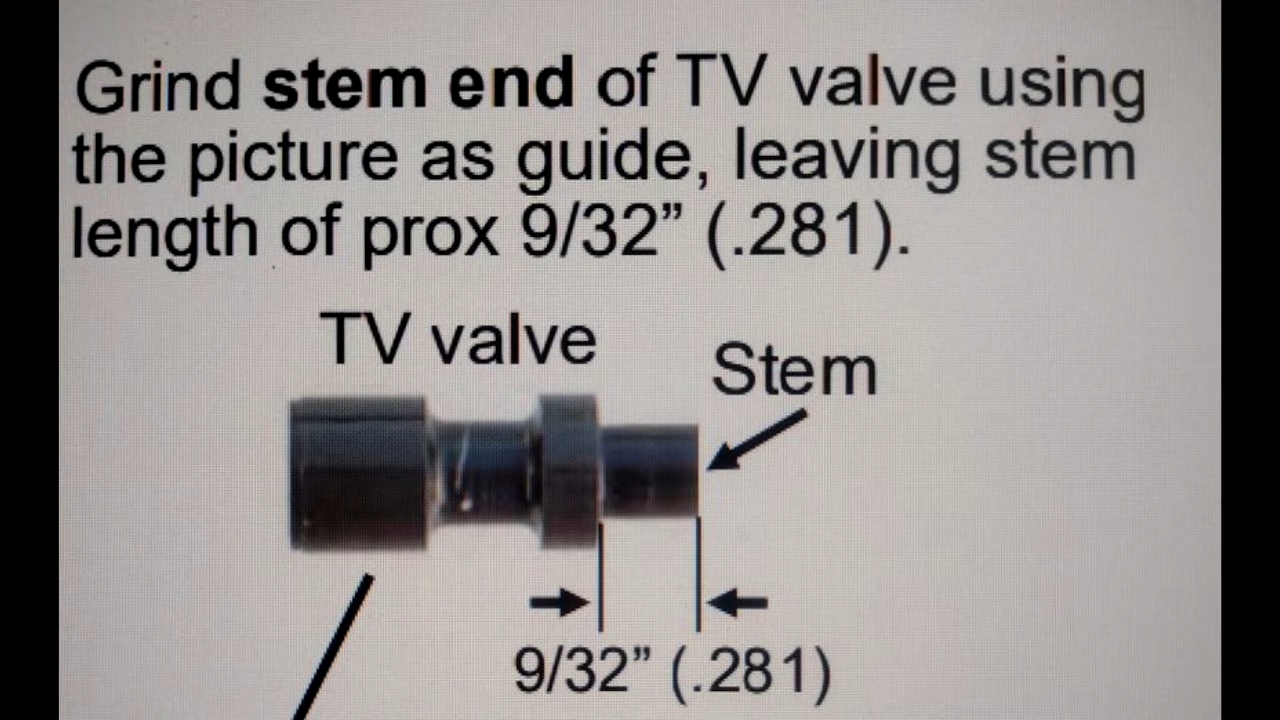 Grind stem end of TV valve using
the picture as guide, leaving stem
length of prox 9/32” (.281).
TV valve
Stem
9/32” (.281)